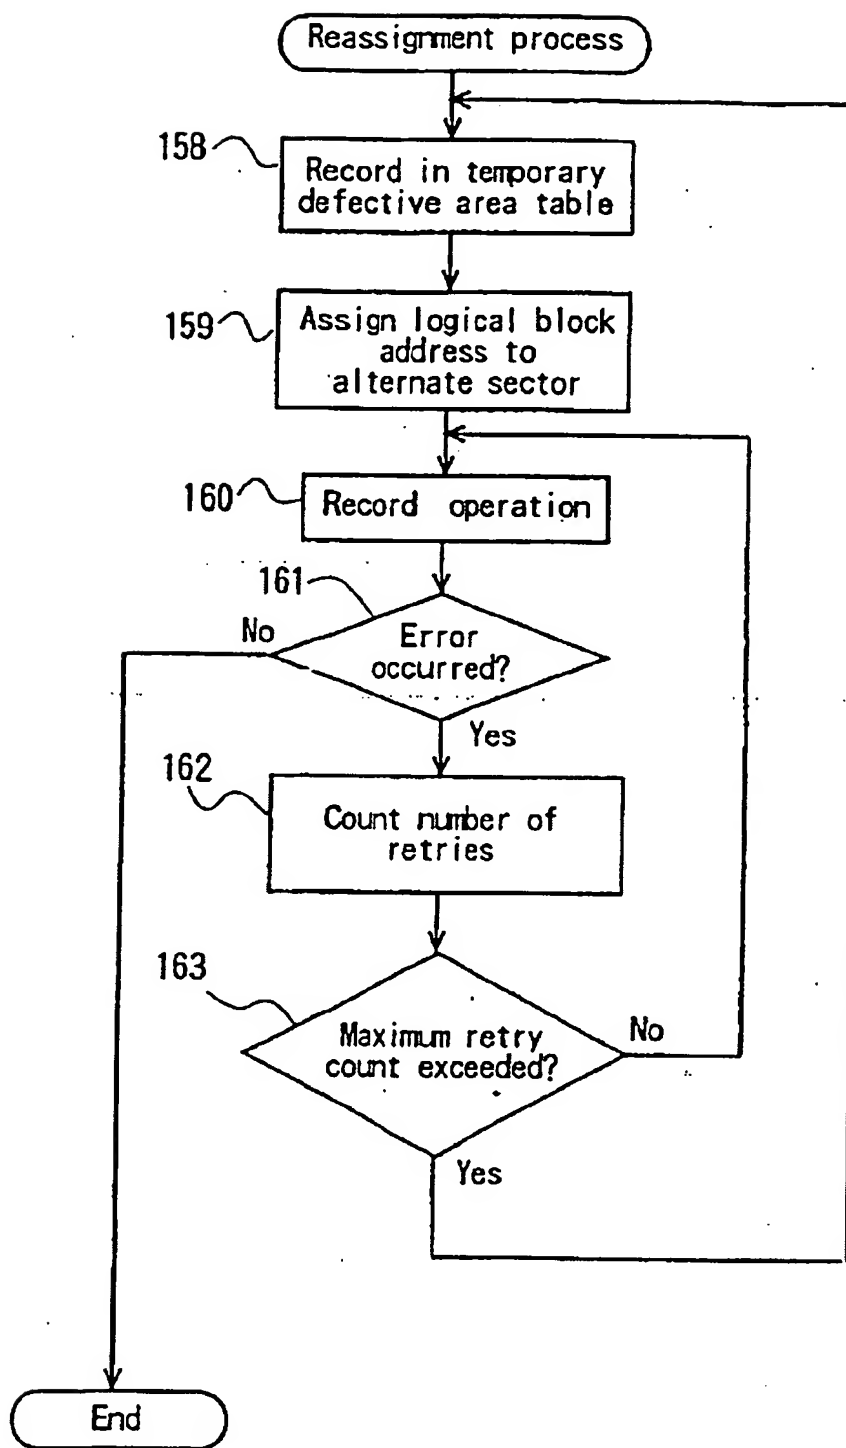 Reassignment process
158
Record in temporary
defective area table
159
Assign logical block
address to
alternate sector
160
Record operation
161
No
Error
occurred?
Yes
162
Count number of
retries
163
Maximum retry
count exceeded?
No
Yes
End